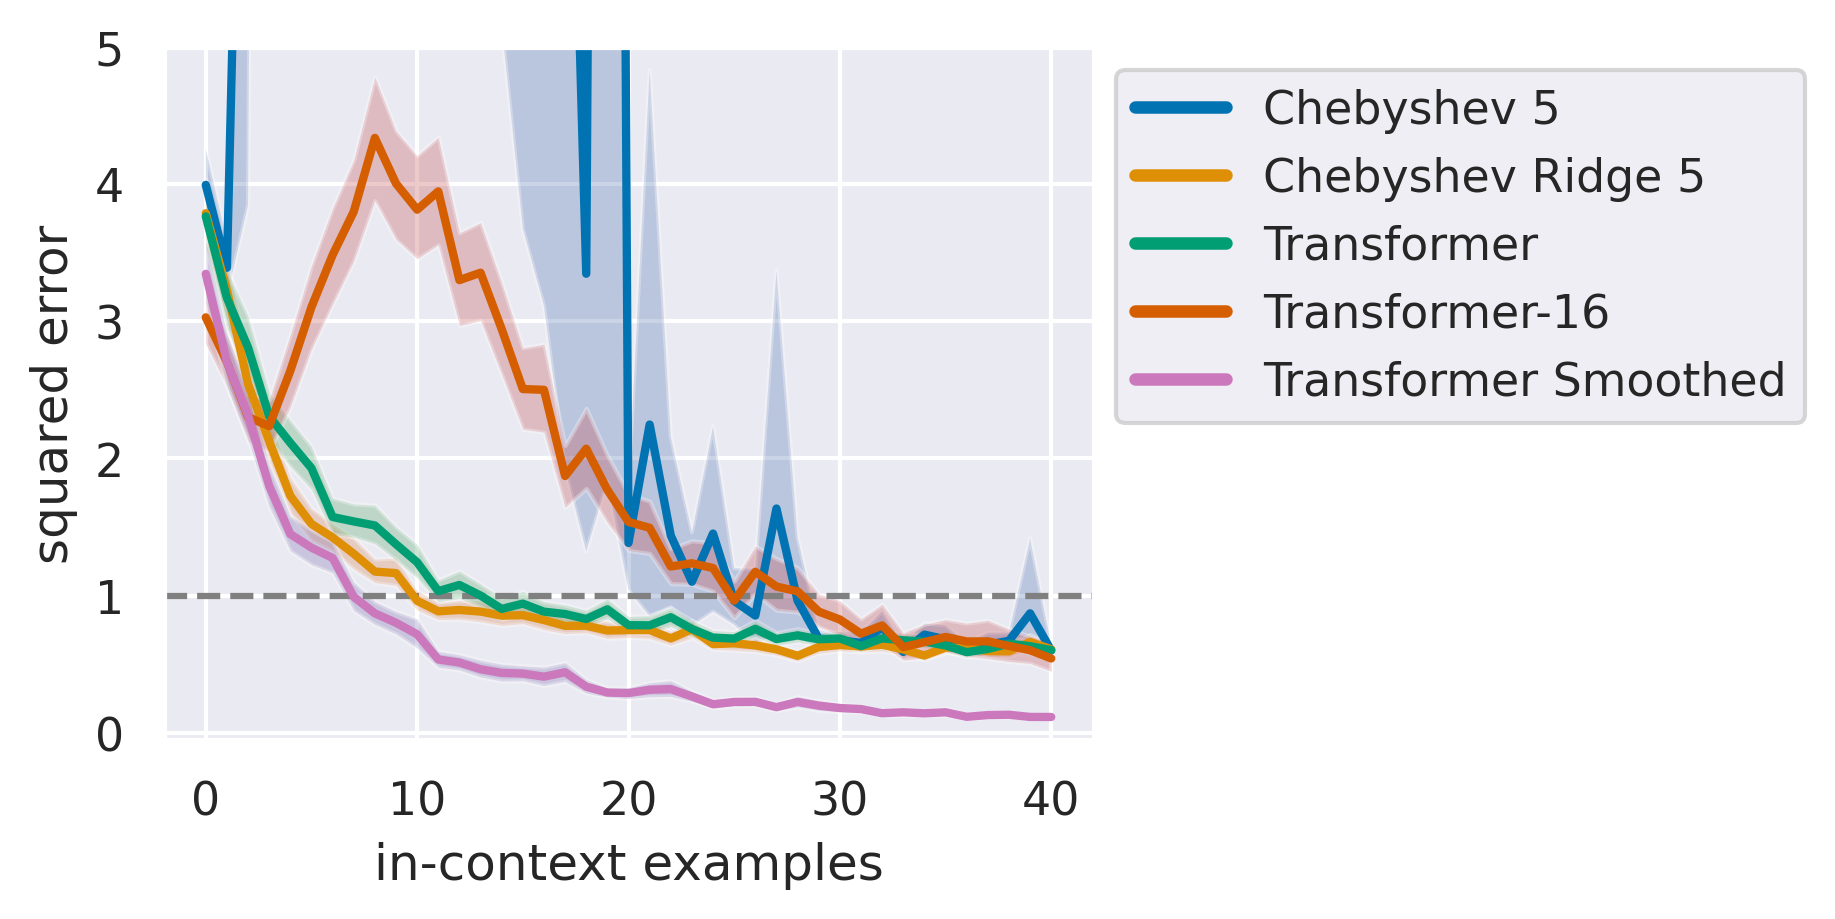 5
4
3
2
1
0
squared error
0 10 20 30 40
in-context examples
Chebyshev 5
Chebyshev Ridge 5
Transformer
Transformer-16
Transformer Smoothed